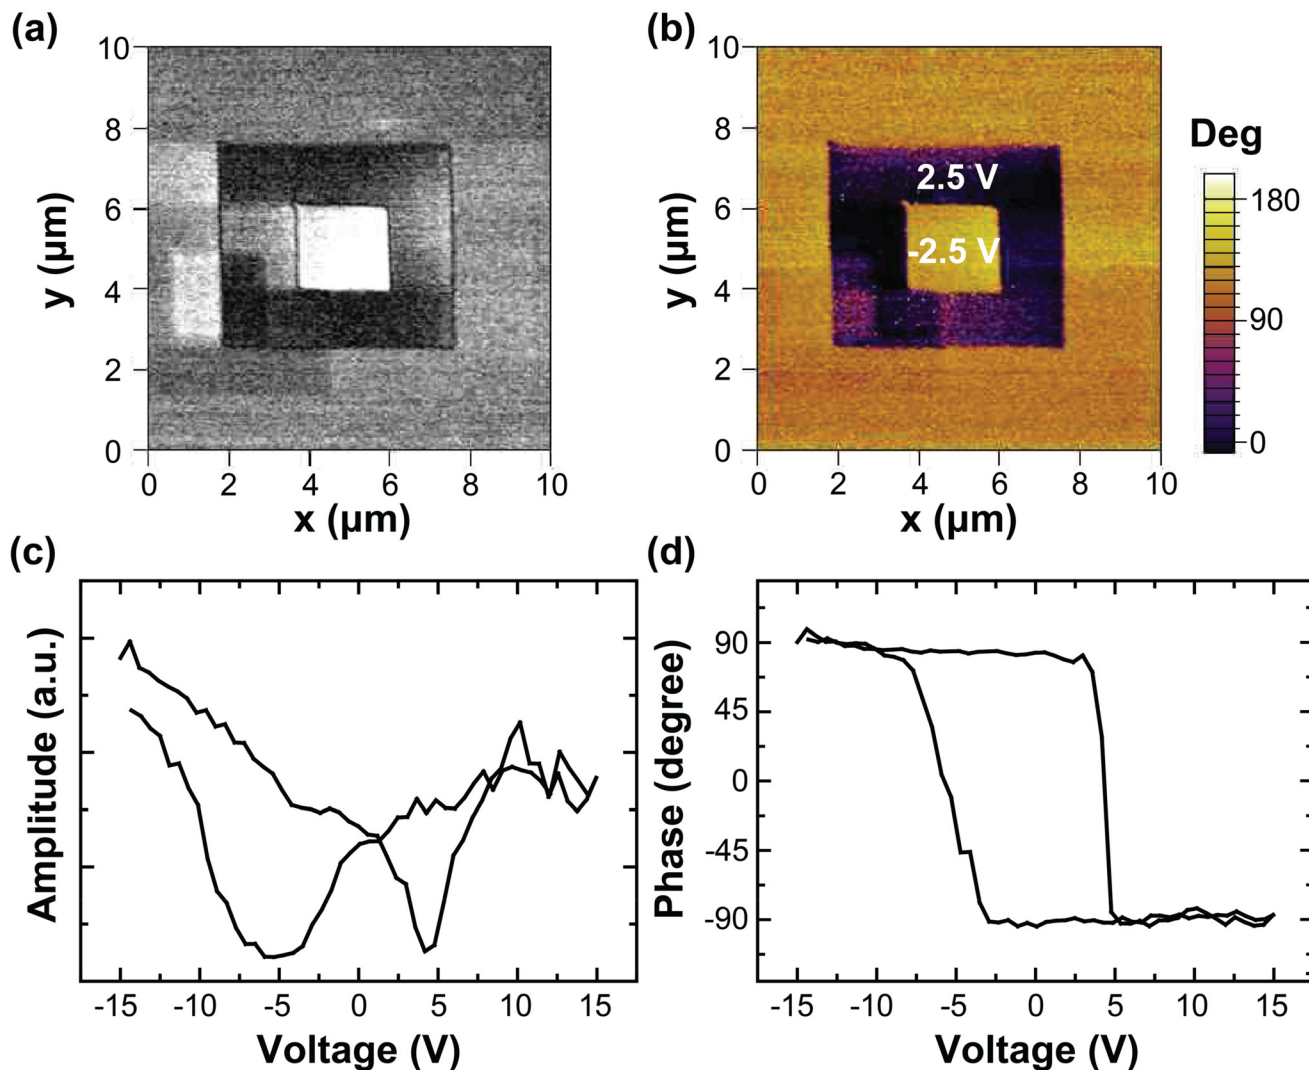 (a)
10
8
6
4
2
0
y (µm)
0 2 4 6 8 10
x (µm)
(b)
10
8
6
4
2
0
y (µm)
0 2 4 6 8 10
x (µm)
2.5 V
-2.5 V
Deg
180
90
0
(c)
Amplitude (a.u.)
-15 -10 -5 0 5 10 15
Voltage (V)
(d)
90
45
0
-45
-90
Phase (degree)
-15 -10 -5 0 5 10 15
Voltage (V)